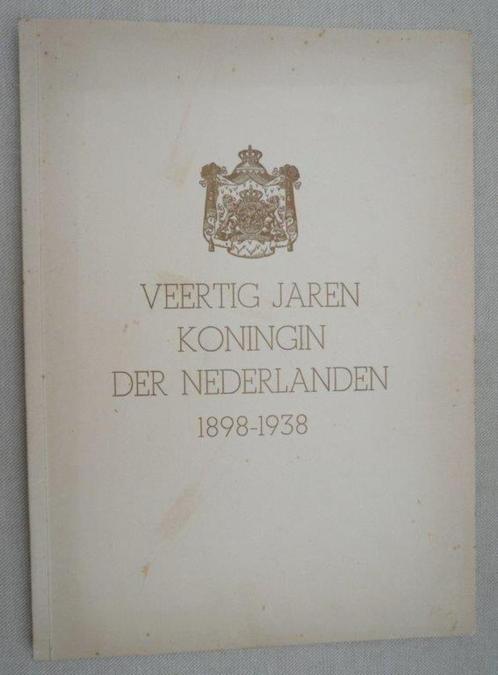 VEERTIG JAREN
KONINGIN
DER NEDERLANDEN
1898-1938